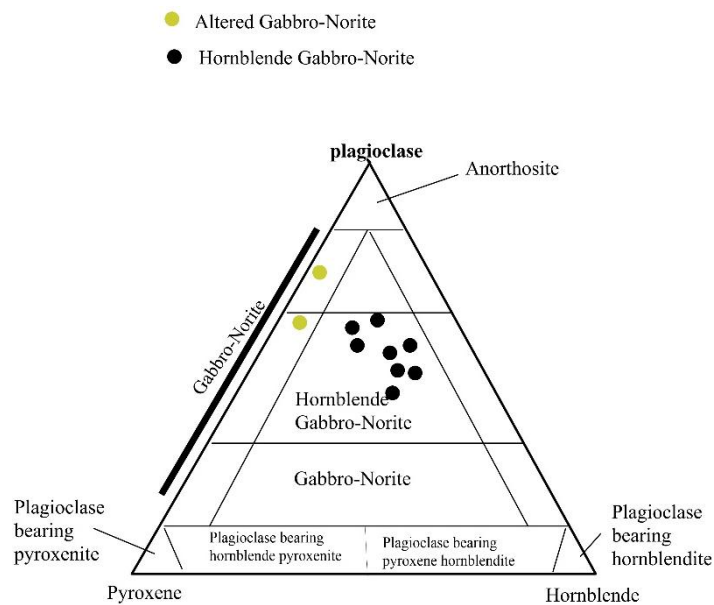 Altered Gabbro-Norite
Hornblende Gabbro-Norite
plagioclase
Anorthosite
Gabbro-Norite
Hornblende
Gabbro-Norite
Gabbro-Norite
Plagioclase
bearing
pyroxenite
Plagioclase bearing
hornblende pyroxenite
Plagioclase bearing
pyroxene hornblendite
Plagioclase
bearing
hornblendite
Pyroxene
Hornblende